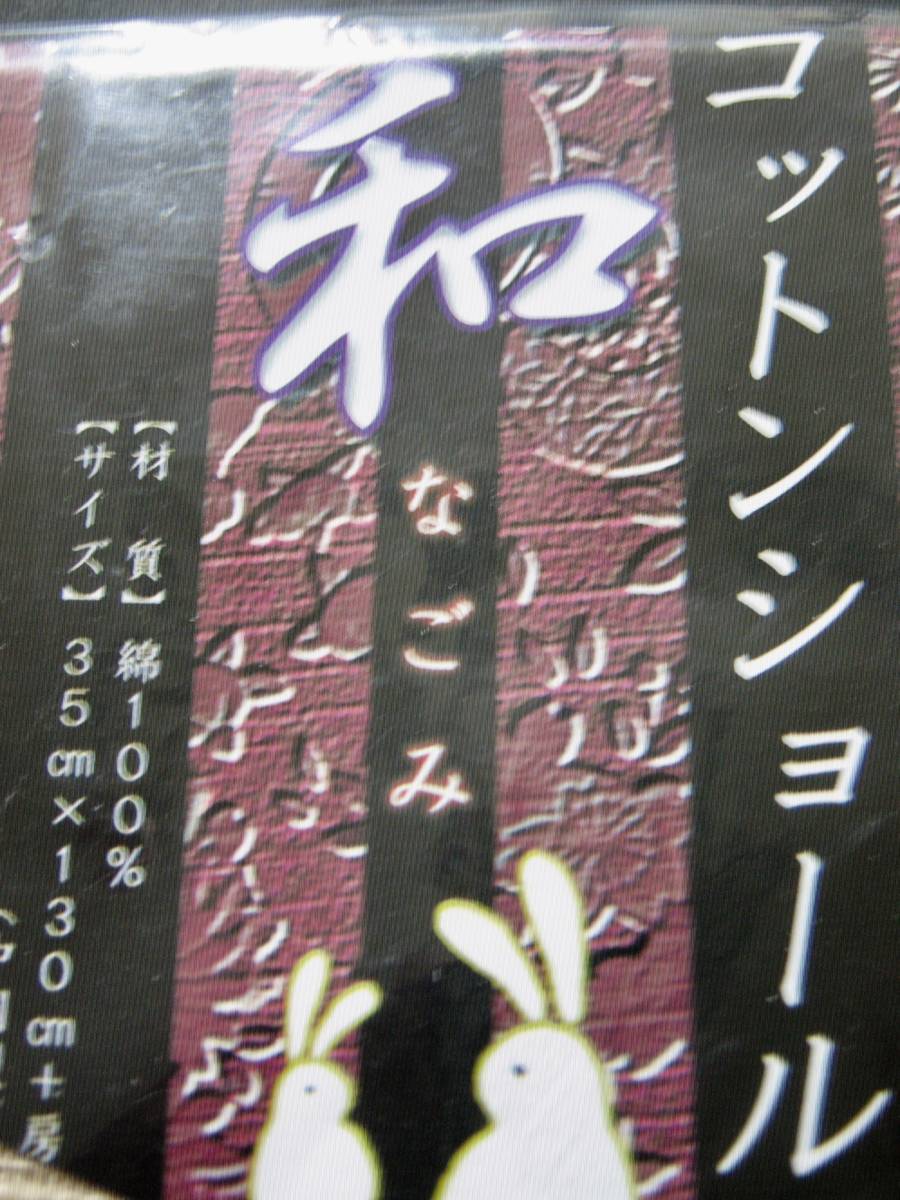 コットンショール
和
なごみ
【材 質】綿100%
【サイズ】35㎝×130㎝+房